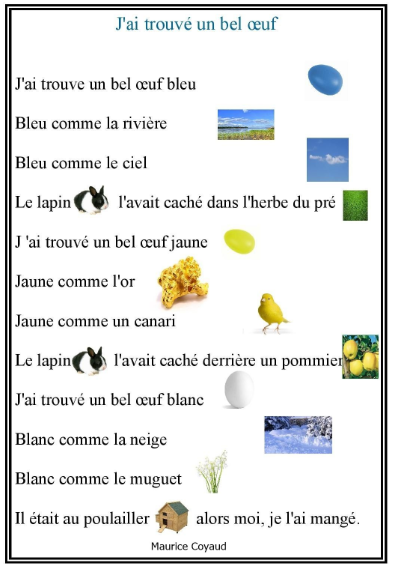 J'ai trouvé un bel œuf
J'ai trouve un bel œuf bleu
Bleu comme la rivière
Bleu comme le ciel
Le lapin l'avait caché dans l'herbe du pré
J 'ai trouvé un bel œuf jaune
Jaune comme l'or
Jaune comme un canari
Le lapin l'avait caché derrière un pommier
J'ai trouvé un bel œuf blanc
Blanc comme la neige
Blanc comme le muguet
Il était au poulailler alors moi, je l'ai mangé.
Maurice Coyaud